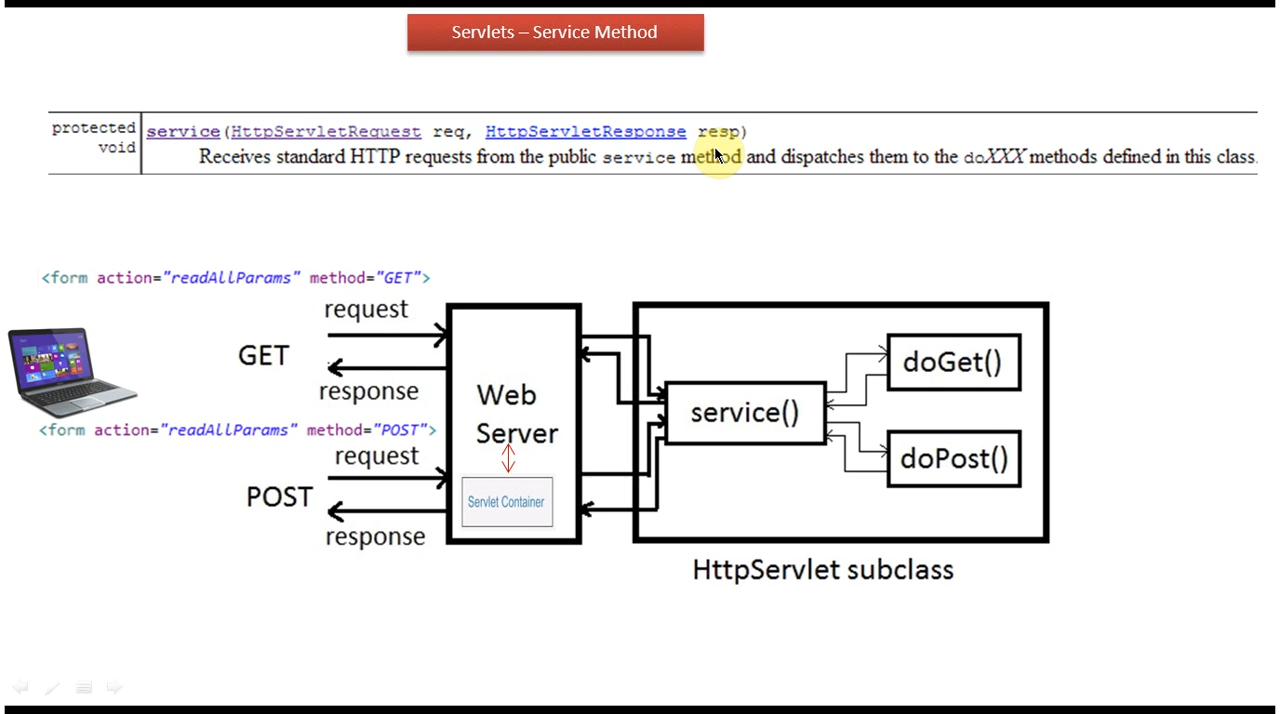 Servlets – Service Method
protected void
service(HttpServletRequest req, HttpServletResponse resp)
Receives standard HTTP requests from the public service method and dispatches them to the doXXX methods defined in this class.
<form action="readAllParams" method="GET">
request
GET
response
<form action="readAllParams" method="POST">
request
POST
response
Web
Server
Servlet Container
service()
doGet()
doPost()
HttpServlet subclass